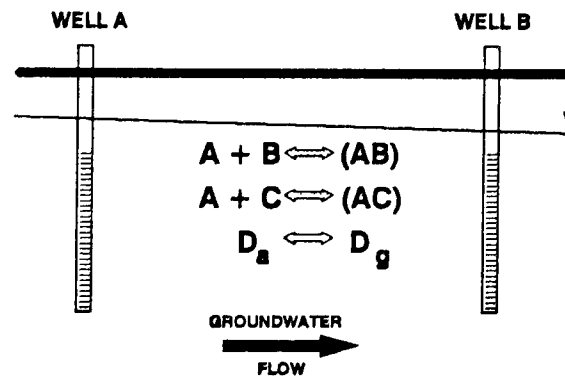 WELL A
WELL B
A + B ⇔ (AB)
A + C ⇔ (AC)
Da ⇔ Dg
GROUNDWATER
FLOW